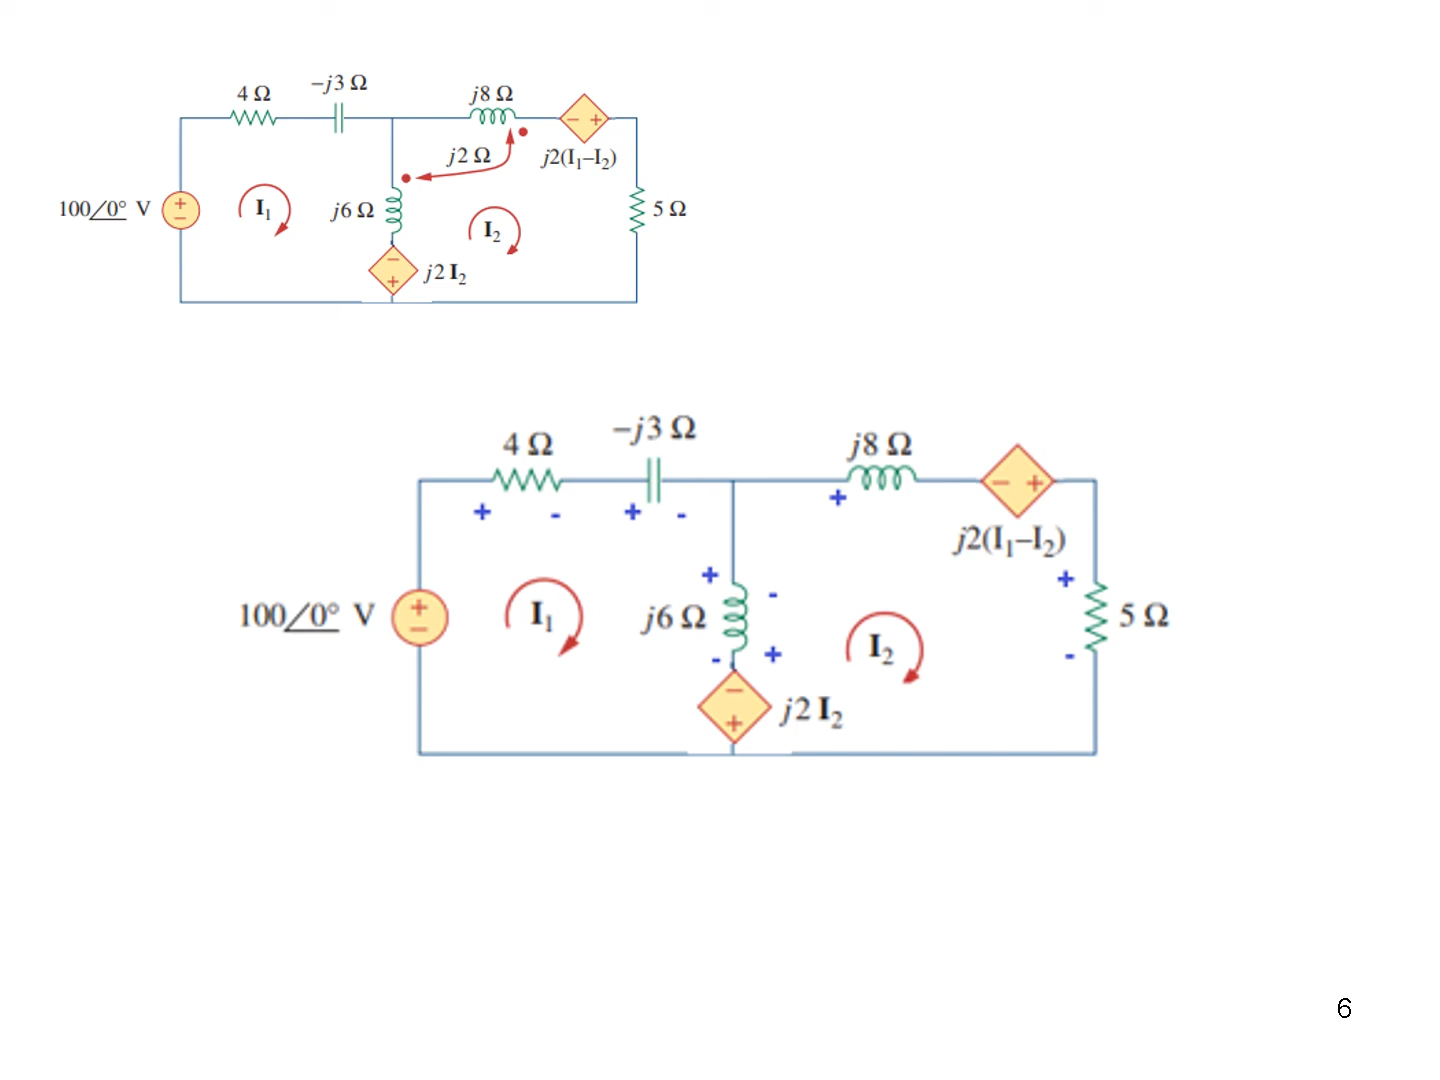 4 Ω
−j3 Ω
j8 Ω
− +
j2 Ω
j2(I₁–I₂)
100∠0° V
+
−
I₁
j6 Ω
I₂
5 Ω
−
+
j2 I₂
4 Ω
−j3 Ω
j8 Ω
− +
+ - + - +
j2(I₁–I₂)
+ - +
100∠0° V
+
−
I₁
j6 Ω
I₂
5 Ω
- + -
−
+
j2 I₂
6